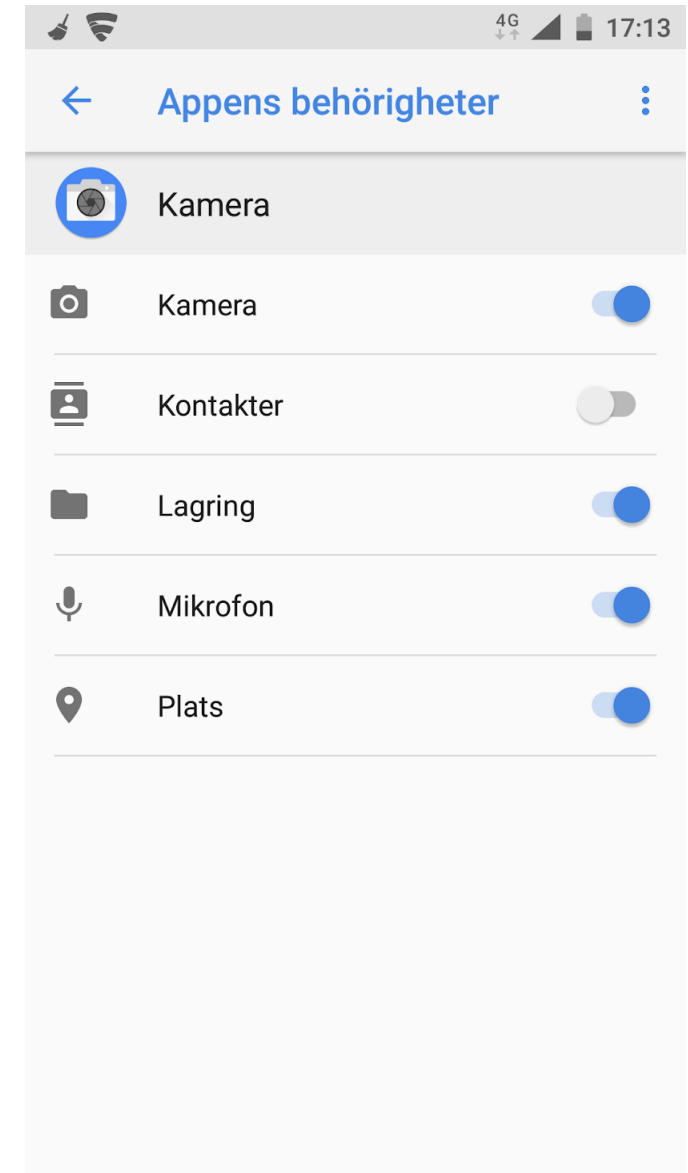 4G 17:13
Appens behörigheter
Kamera
Kamera
Kontakter
Lagring
Mikrofon
Plats